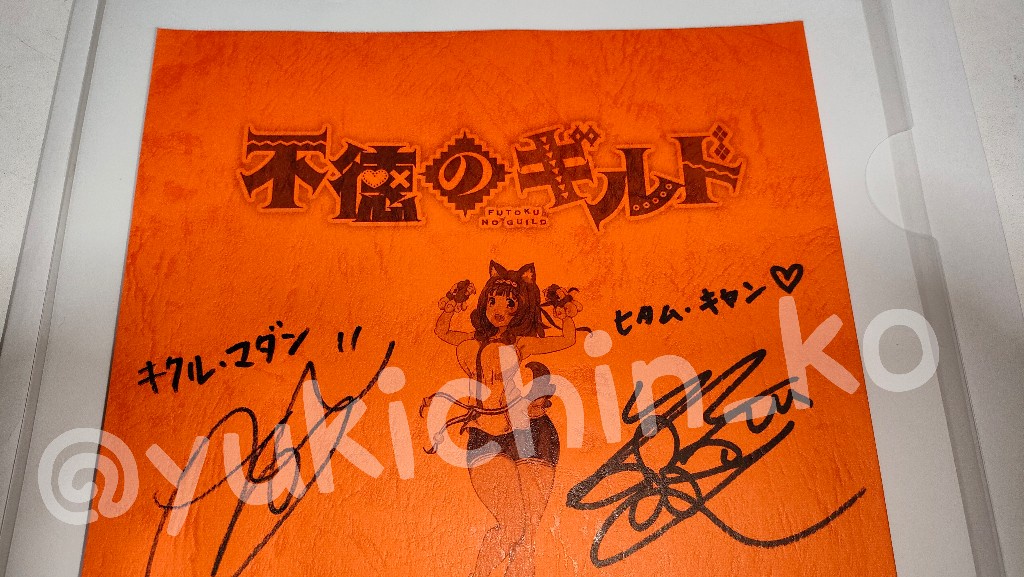 不徳のギルド
FUTOKU
NO GUILD
ヒタム・キャン♡
キクル・マダン
@yukichin_ko